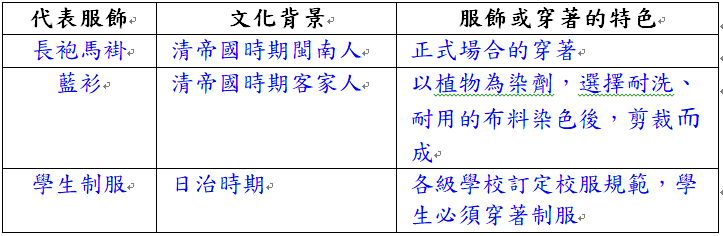 代表服飾 文化背景 服飾或穿著的特色
長袍馬褂 清帝國時期閩南人 正式場合的穿著
藍衫 清帝國時期客家人 以植物為染劑，選擇耐洗、
耐用的布料染色後，剪裁而
成
學生制服 日治時期 各級學校訂定校服規範，學
生必須穿著制服